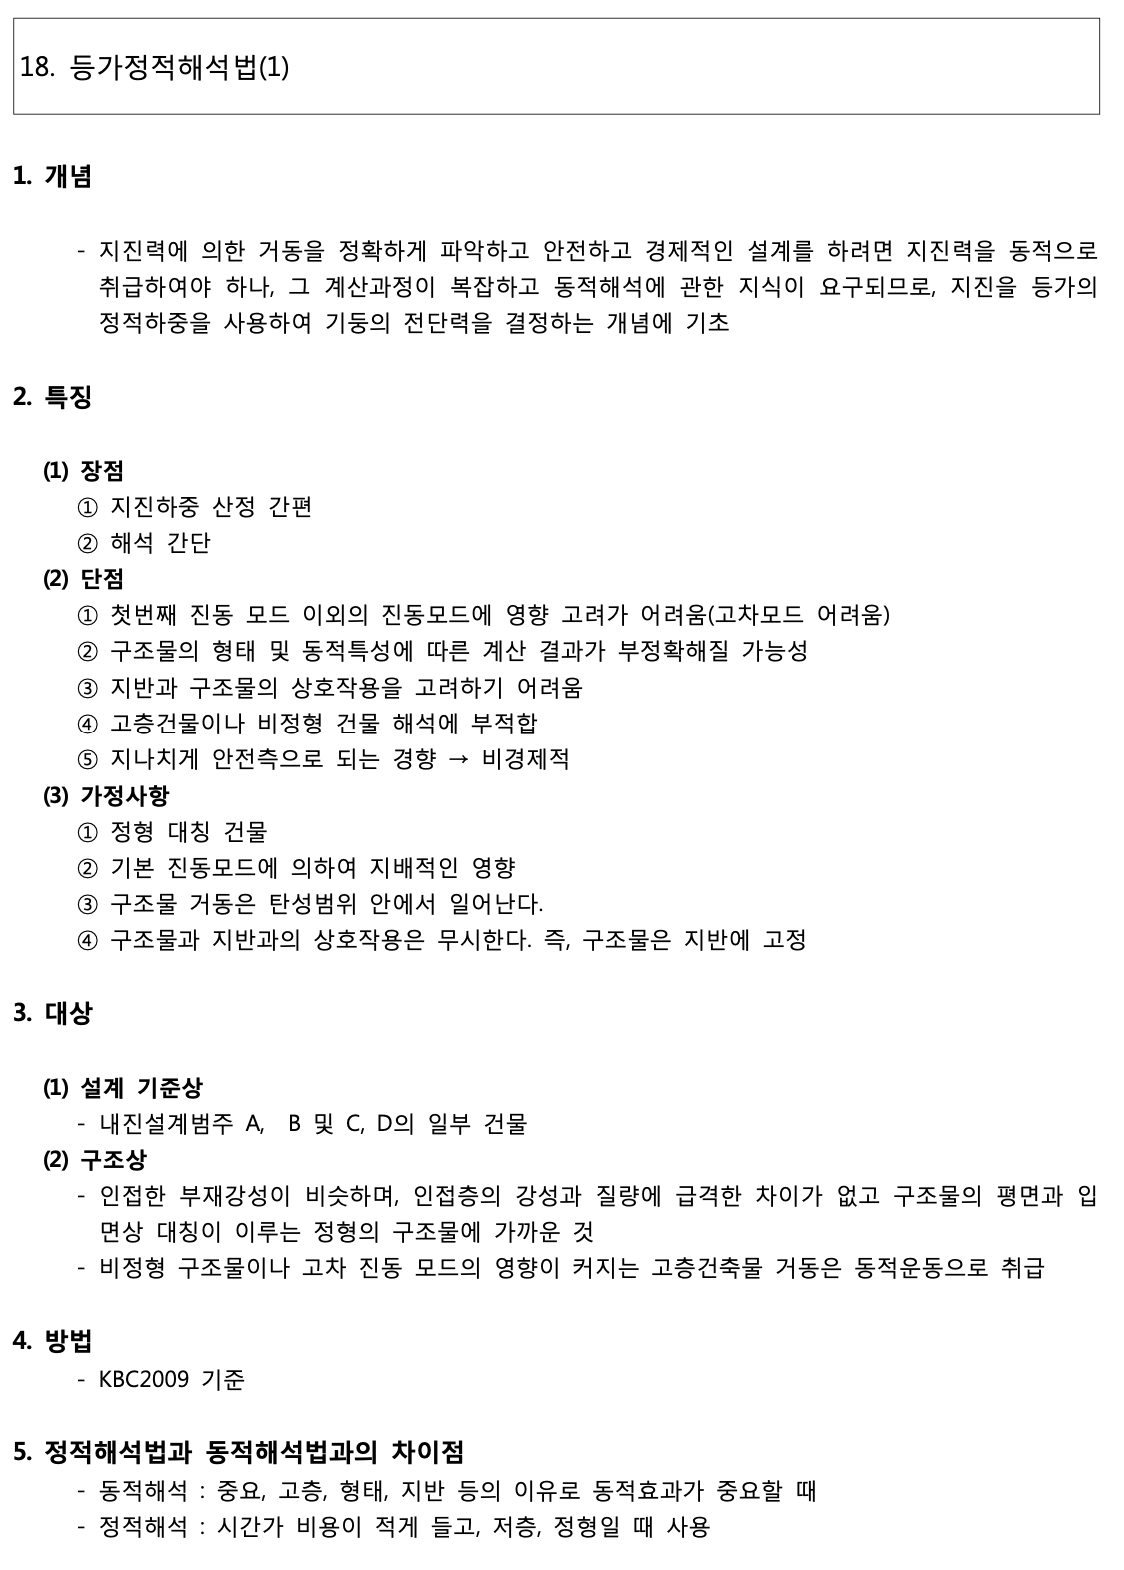 18. 등가정적해석법(1)
1. 개념
- 지진력에 의한 거동을 정확하게 파악하고 안전하고 경제적인 설계를 하려면 지진력을 동적으로
취급하여야 하나, 그 계산과정이 복잡하고 동적해석에 관한 지식이 요구되므로, 지진을 등가의
정적하중을 사용하여 기둥의 전단력을 결정하는 개념에 기초
2. 특징
(1) 장점
① 지진하중 산정 간편
② 해석 간단
(2) 단점
① 첫번째 진동 모드 이외의 진동모드에 영향 고려가 어려움(고차모드 어려움)
② 구조물의 형태 및 동적특성에 따른 계산 결과가 부정확해질 가능성
③ 지반과 구조물의 상호작용을 고려하기 어려움
④ 고층건물이나 비정형 건물 해석에 부적합
⑤ 지나치게 안전측으로 되는 경향 → 비경제적
(3) 가정사항
① 정형 대칭 건물
② 기본 진동모드에 의하여 지배적인 영향
③ 구조물 거동은 탄성범위 안에서 일어난다.
④ 구조물과 지반과의 상호작용은 무시한다. 즉, 구조물은 지반에 고정
3. 대상
(1) 설계 기준상
- 내진설계범주 A, B 및 C, D의 일부 건물
(2) 구조상
- 인접한 부재강성이 비슷하며, 인접층의 강성과 질량에 급격한 차이가 없고 구조물의 평면과 입
면상 대칭이 이루는 정형의 구조물에 가까운 것
- 비정형 구조물이나 고차 진동 모드의 영향이 커지는 고층건축물 거동은 동적운동으로 취급
4. 방법
- KBC2009 기준
5. 정적해석법과 동적해석법과의 차이점
- 동적해석 : 중요, 고층, 형태, 지반 등의 이유로 동적효과가 중요할 때
- 정적해석 : 시간가 비용이 적게 들고, 저층, 정형일 때 사용